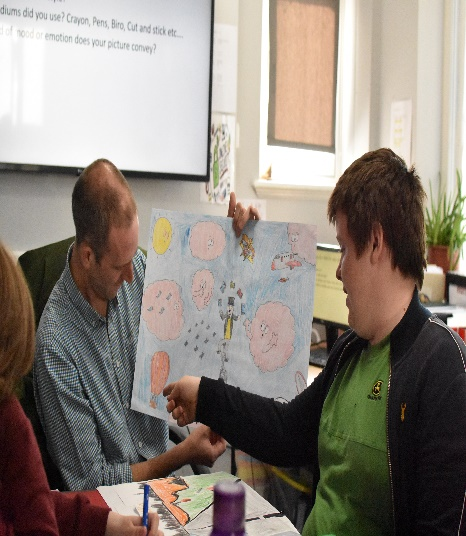 diums did you use? Crayon, Pens, Biro, Cut and stick etc...
d of mood or emotion does your picture convey?